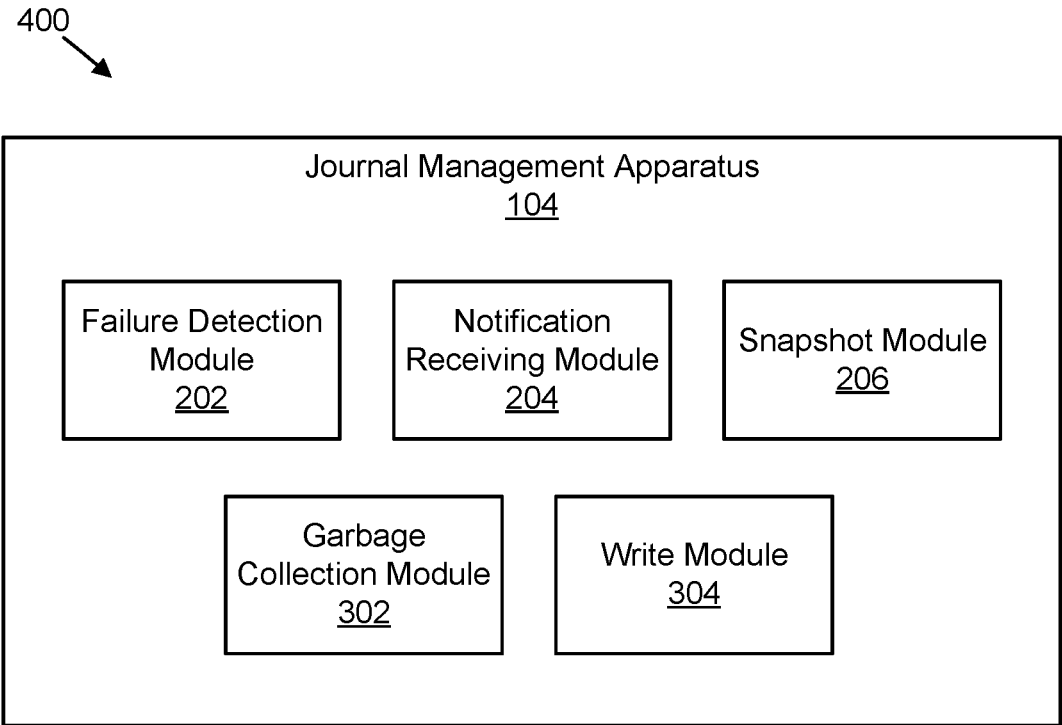 400
Journal Management Apparatus
104
Failure Detection
Module
202
Notification
Receiving Module
204
Snapshot Module
206
Garbage
Collection Module
302
Write Module
304